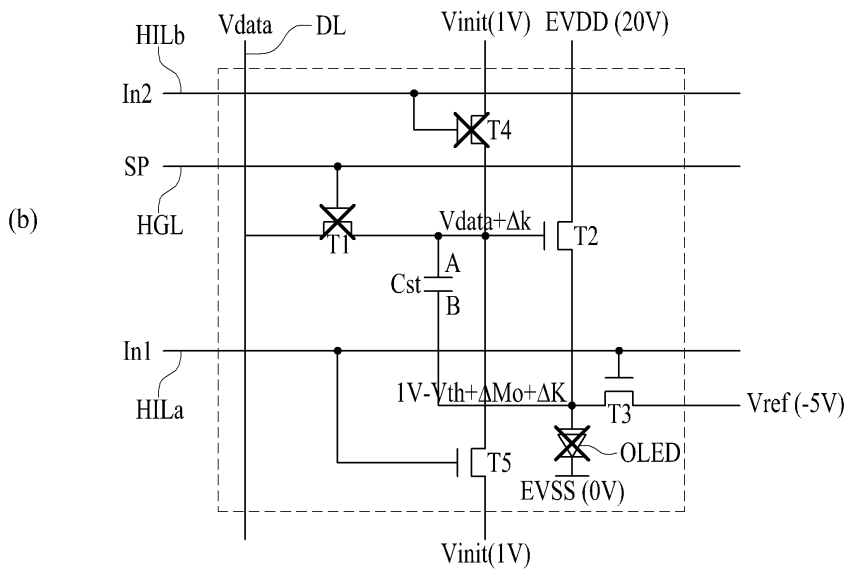 HILb
Vdata
DL
Vinit(1V)
EVDD (20V)
In2
T4
SP
(b)
HGL
T1
Vdata+Δk
T2
A
Cst
B
In1
HILa
1V-Vth+ΔMo+ΔK
T3
Vref (-5V)
T5
OLED
EVSS (0V)
Vinit(1V)